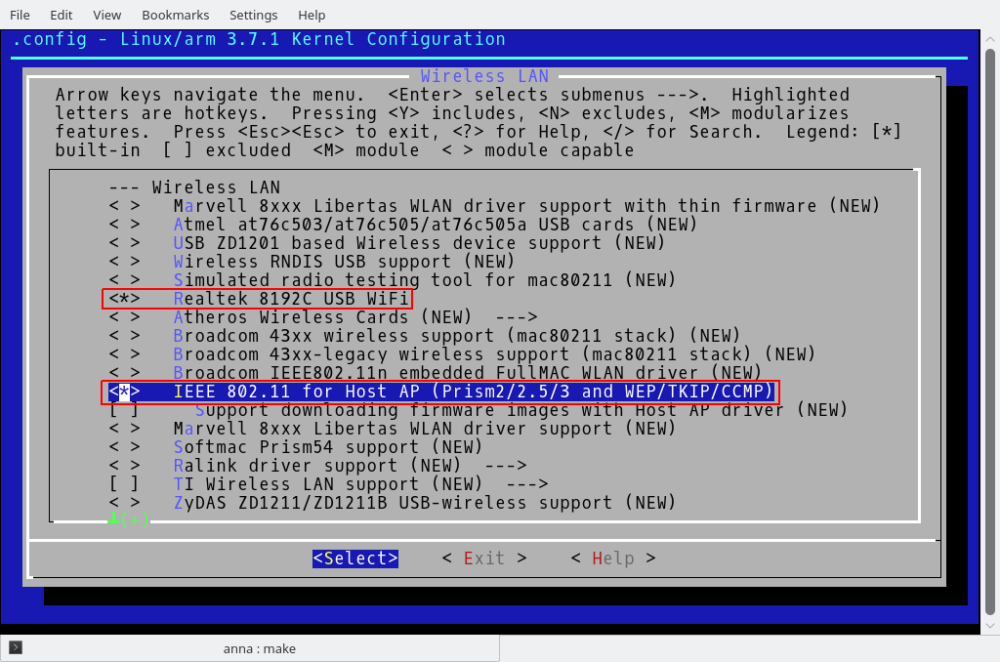 File Edit View Bookmarks Settings Help
.config - Linux/arm 3.7.1 Kernel Configuration
Wireless LAN
Arrow keys navigate the menu. <Enter> selects submenus --->. Highlighted
letters are hotkeys. Pressing <Y> includes, <N> excludes, <M> modularizes
features. Press <Esc><Esc> to exit, <?> for Help, </> for Search. Legend: [*]
built-in [ ] excluded <M> module < > module capable
--- Wireless LAN
< > Marvell 8xxx Libertas WLAN driver support with thin firmware (NEW)
< > Atmel at76c503/at76c505/at76c505a USB cards (NEW)
< > USB ZD1201 based Wireless device support (NEW)
< > Wireless RNDIS USB support (NEW)
< > Simulated radio testing tool for mac80211 (NEW)
<*> Realtek 8192C USB WiFi
< > Atheros Wireless Cards (NEW) --->
< > Broadcom 43xx wireless support (mac80211 stack) (NEW)
< > Broadcom 43xx-legacy wireless support (mac80211 stack) (NEW)
< > Broadcom IEEE802.11n embedded FullMAC WLAN driver (NEW)
<*> IEEE 802.11 for Host AP (Prism2/2.5/3 and WEP/TKIP/CCMP)
[ ] Support downloading firmware images with Host AP driver (NEW)
< > Marvell 8xxx Libertas WLAN driver support (NEW)
< > Softmac Prism54 support (NEW)
< > Ralink driver support (NEW) --->
[ ] TI Wireless LAN support (NEW) --->
< > ZyDAS ZD1211/ZD1211B USB-wireless support (NEW)
┴(+)
<Select> < Exit > < Help >
anna : make